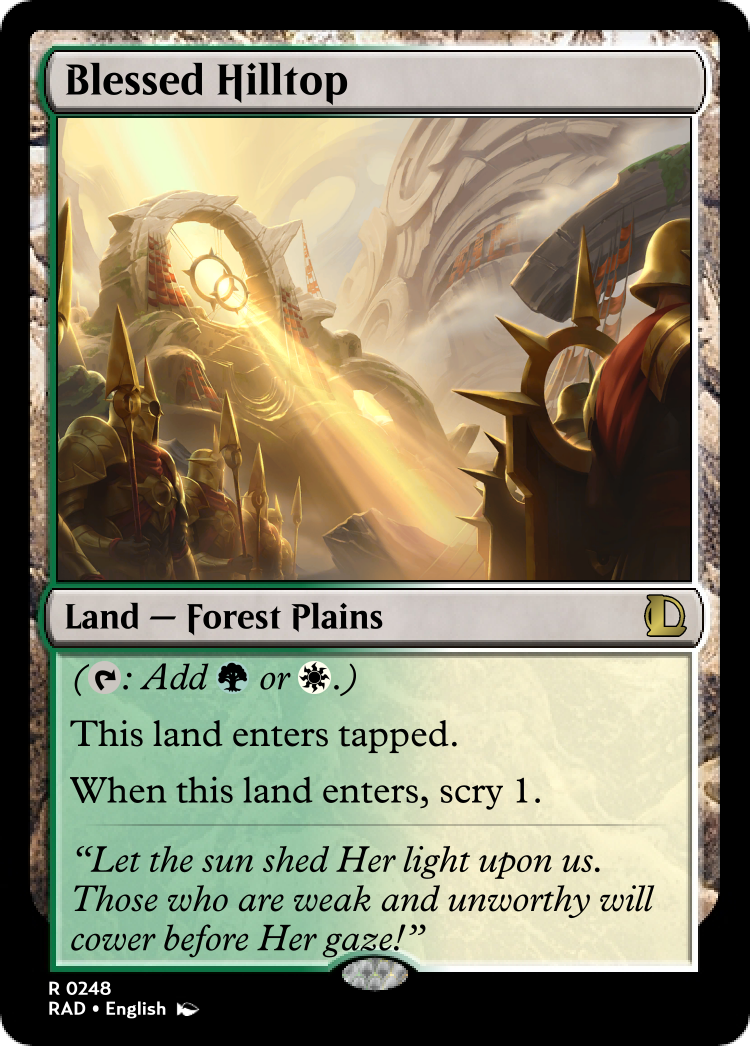 Blessed Hilltop
Land — Forest Plains
(: Add or .)
This land enters tapped.
When this land enters, scry 1.
“Let the sun shed Her light upon us.
Those who are weak and unworthy will
cower before Her gaze!”
R 0248
RAD • English